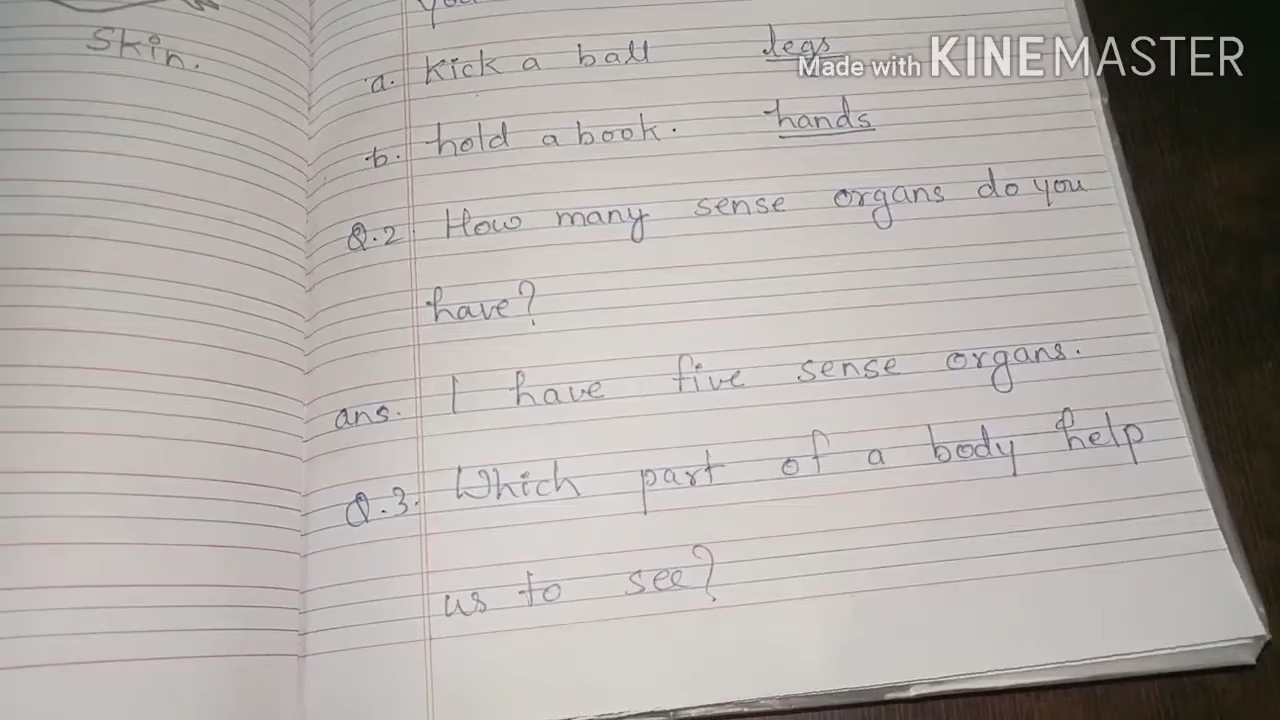 Skin.
a. Kick a ball legs
Made with KINEMASTER
b. hold a book. hands
Q.2. How many sense organs do you
have?
ans. I have five sense organs.
Q.3. Which part of a body help
us to see?